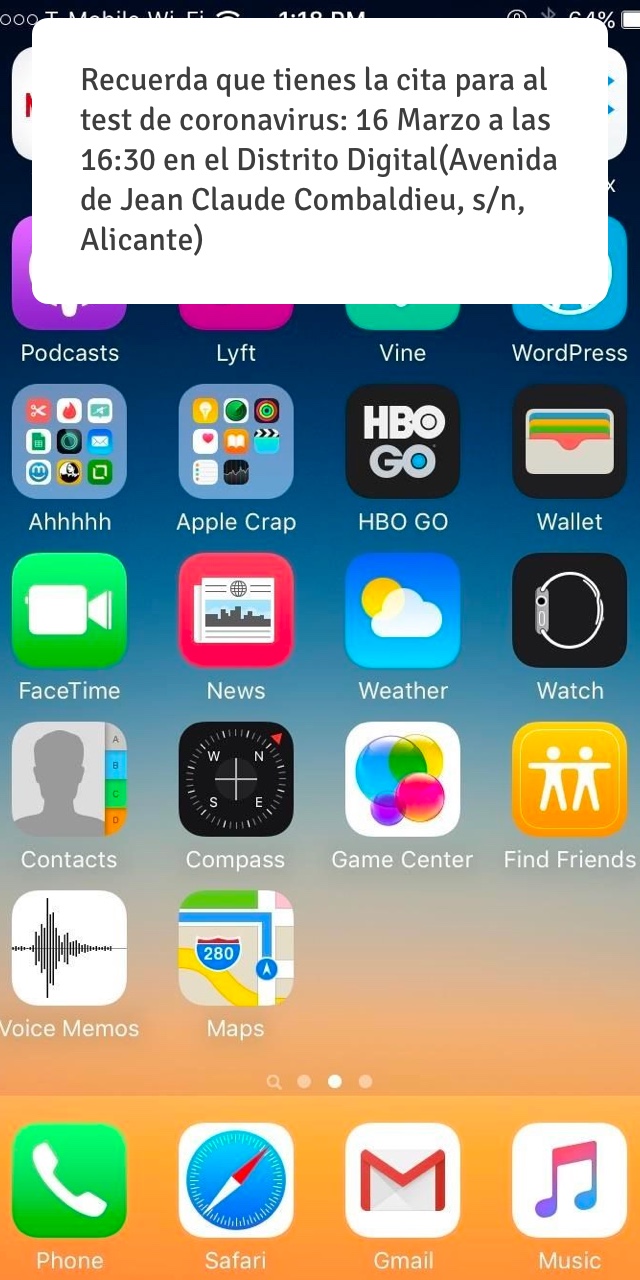 T-Mobile Wi-Fi 1:18 PM 64%
Recuerda que tienes la cita para al
test de coronavirus: 16 Marzo a las
16:30 en el Distrito Digital(Avenida
de Jean Claude Combaldieu, s/n,
Alicante)
Podcasts Lyft Vine WordPress
HBO
GO
Ahhhhh Apple Crap HBO GO Wallet
FaceTime News Weather Watch
A
B
C
D
W N
S E
Contacts Compass Game Center Find Friends
280
Voice Memos Maps
Phone Safari Gmail Music